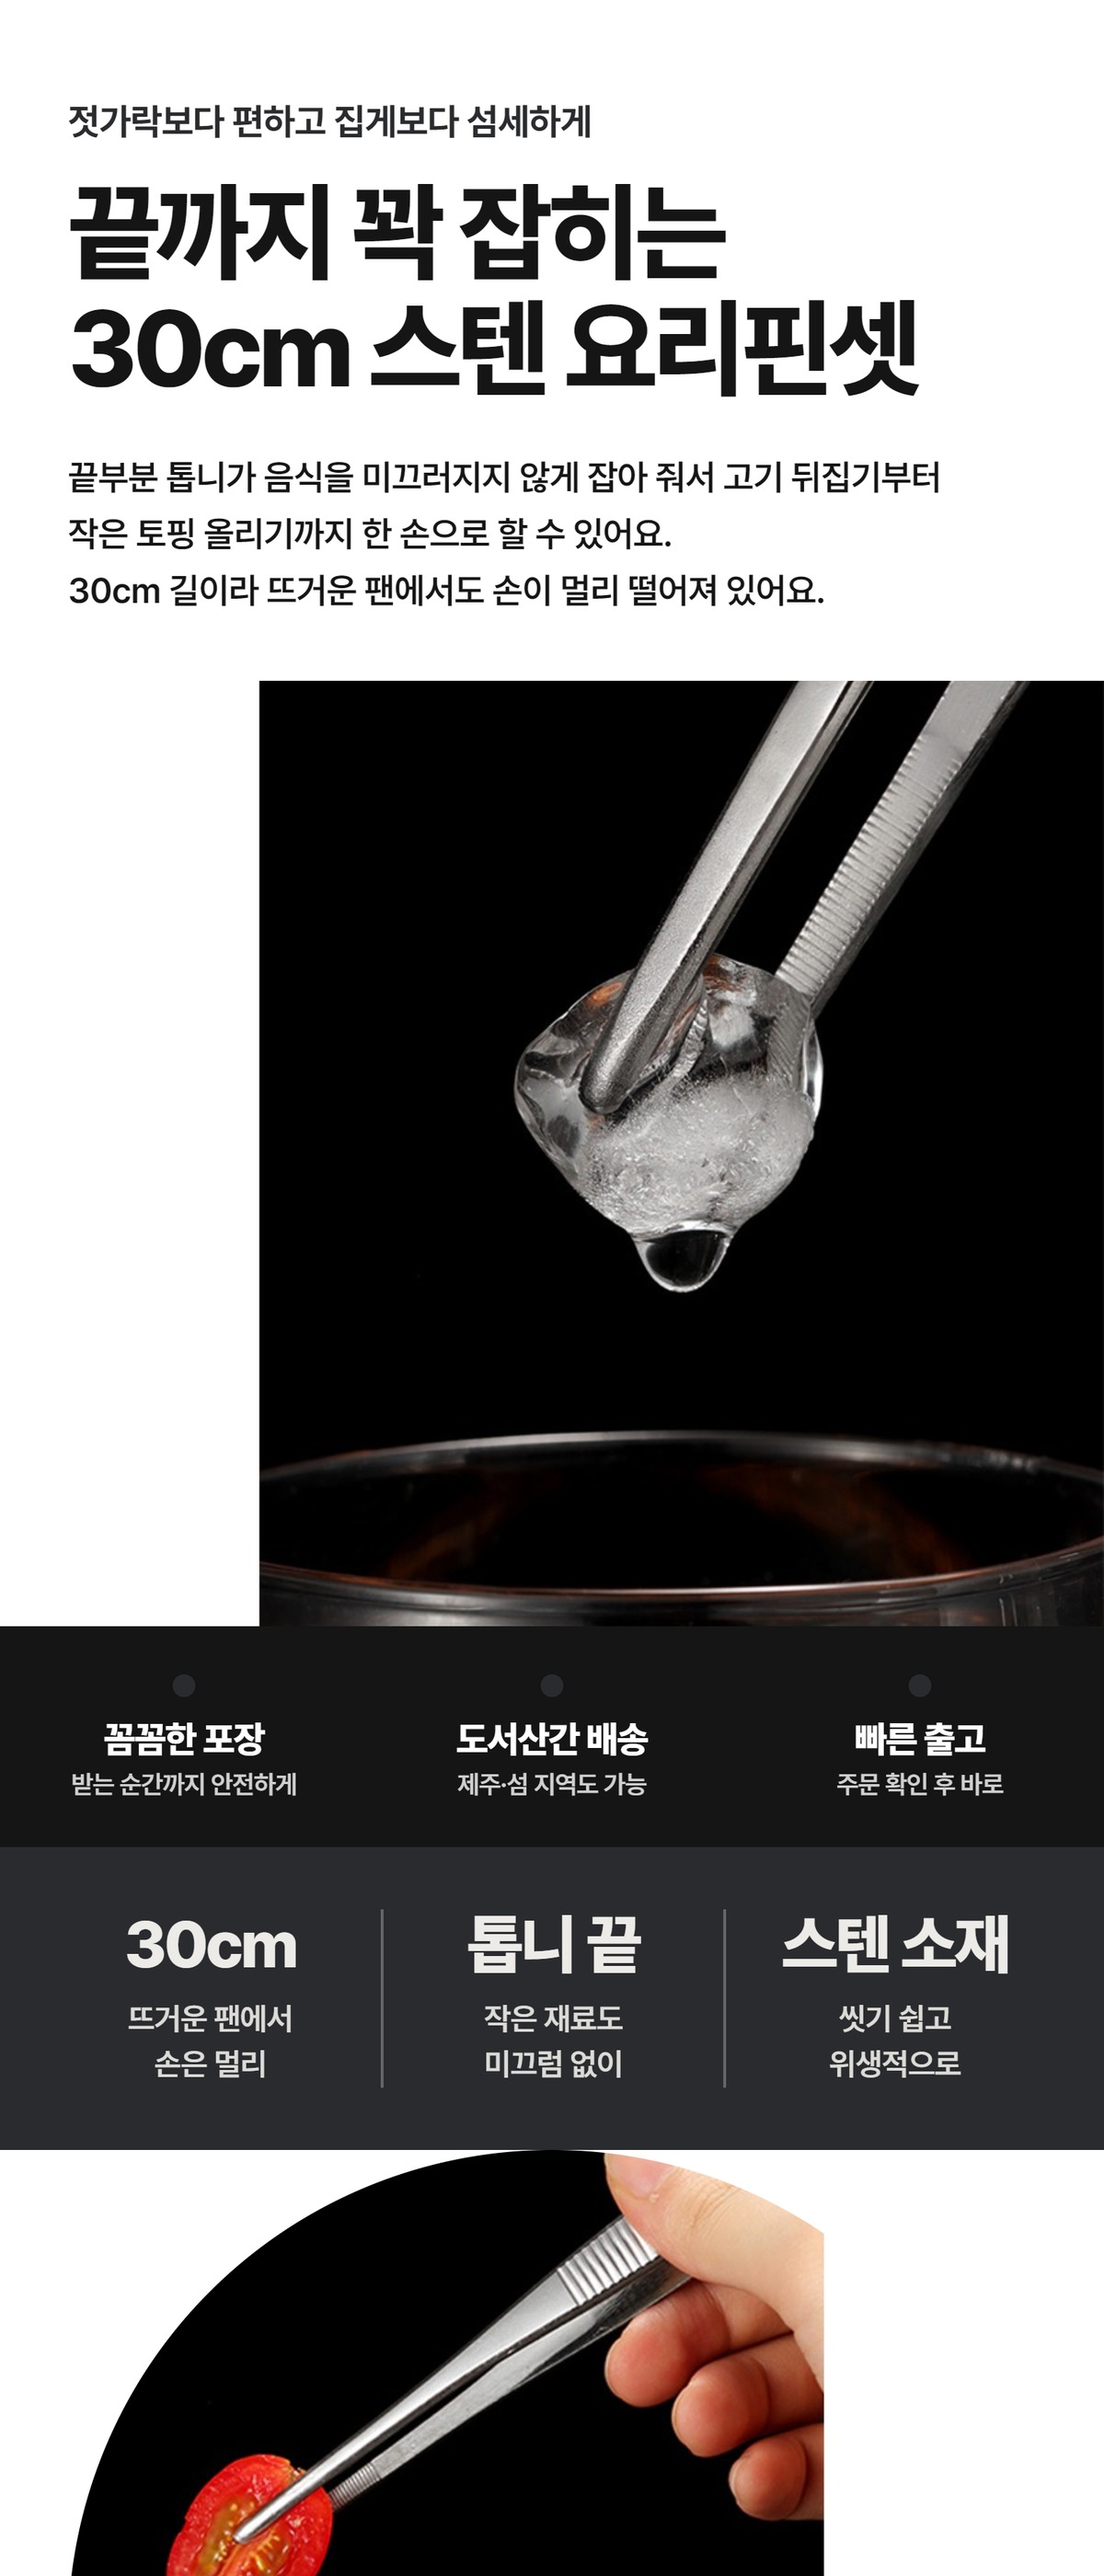 젓가락보다 편하고 집게보다 섬세하게
끝까지 꽉 잡히는
30cm 스텐 요리핀셋
끝부분 톱니가 음식을 미끄러지지 않게 잡아 줘서 고기 뒤집기부터
작은 토핑 올리기까지 한 손으로 할 수 있어요.
30cm 길이라 뜨거운 팬에서도 손이 멀리 떨어져 있어요.
꼼꼼한 포장
받는 순간까지 안전하게
도서산간 배송
제주·섬 지역도 가능
빠른 출고
주문 확인 후 바로
30cm
뜨거운 팬에서
손은 멀리
톱니 끝
작은 재료도
미끄럼 없이
스텐 소재
씻기 쉽고
위생적으로